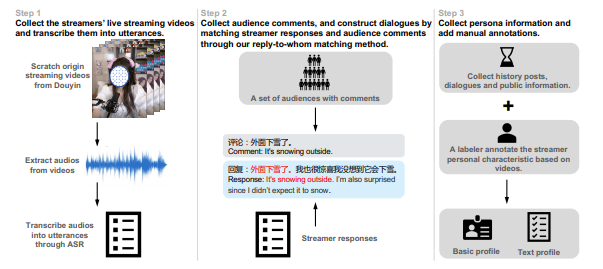 Step 1
Collect the streamers' live streaming videos
and transcribe them into utterances.
Scratch origin
streaming videos
from Douyin
Extract audios
from videos
Transcribe audios
into utterances
through ASR
Step 2
Collect audience comments, and construct dialogues by
matching streamer responses and audience comments
through our reply-to-whom matching method.
A set of audiences with comments
评论：外面下雪了。
Comment: It's snowing outside.
回复：外面下雪了。我也很惊喜我没想到它会下雪。
Response: It's snowing outside. I'm also surprised
since I didn't expect it to snow.
Streamer responses
Step 3
Collect persona information and
add manual annotations.
Collect history posts,
dialogues and public information.
+
A labeler annotate the streamer
personal characteristic based on
videos.
Basic profile
Text profile